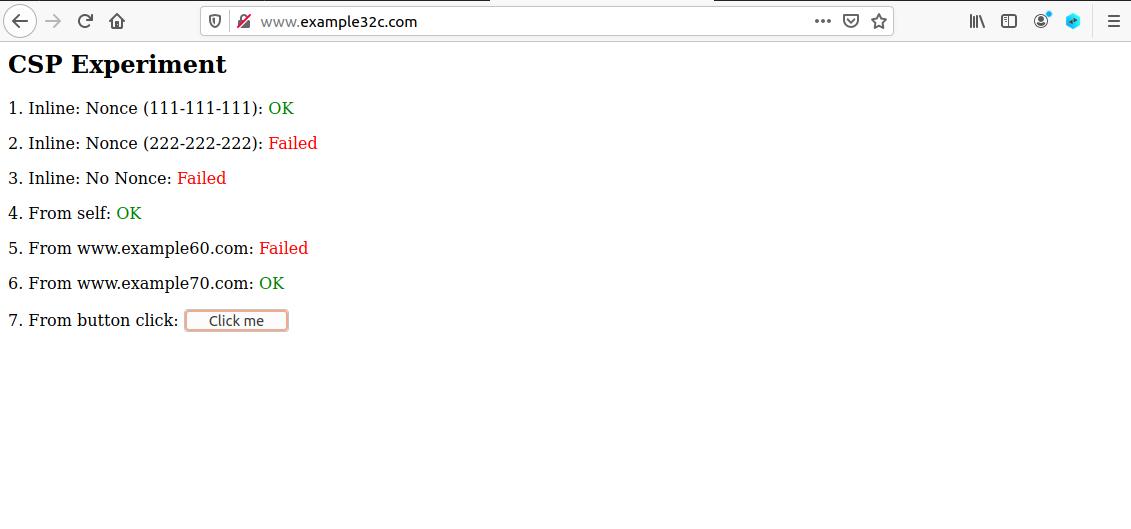 www.example32c.com
CSP Experiment
1. Inline: Nonce (111-111-111): OK
2. Inline: Nonce (222-222-222): Failed
3. Inline: No Nonce: Failed
4. From self: OK
5. From www.example60.com: Failed
6. From www.example70.com: OK
7. From button click: Click me